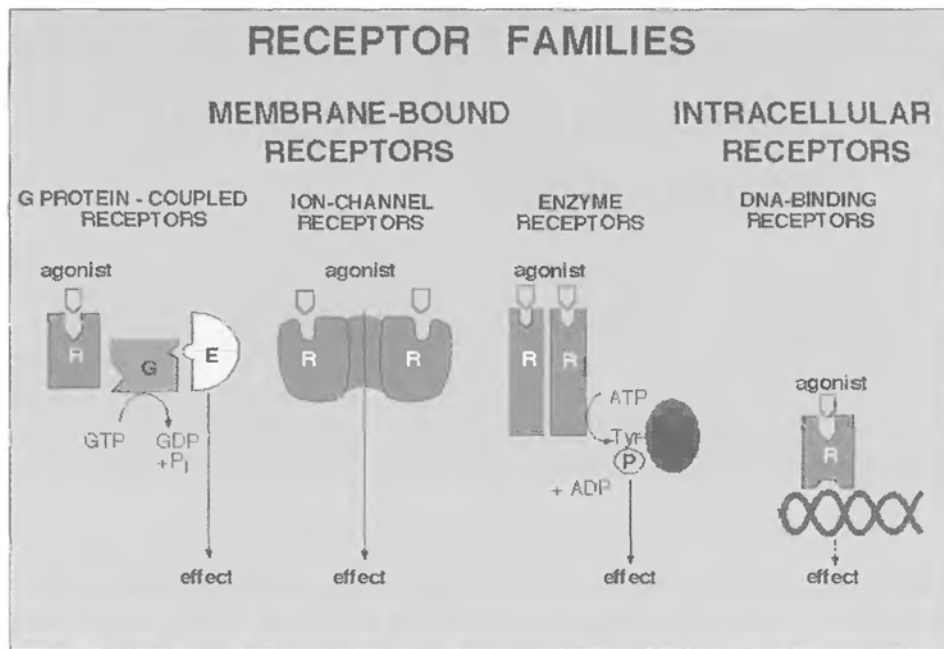 RECEPTOR FAMILIES
MEMBRANE-BOUND
RECEPTORS
INTRACELLULAR
RECEPTORS
G PROTEIN - COUPLED
RECEPTORS
ION-CHANNEL
RECEPTORS
ENZYME
RECEPTORS
DNA-BINDING
RECEPTORS
agonist
agonist
agonist
R
G
E
R
R
R
R
GTP
GDP
+Pi
ATP
Tyr
P
+ ADP
agonist
R
effect
effect
effect
effect